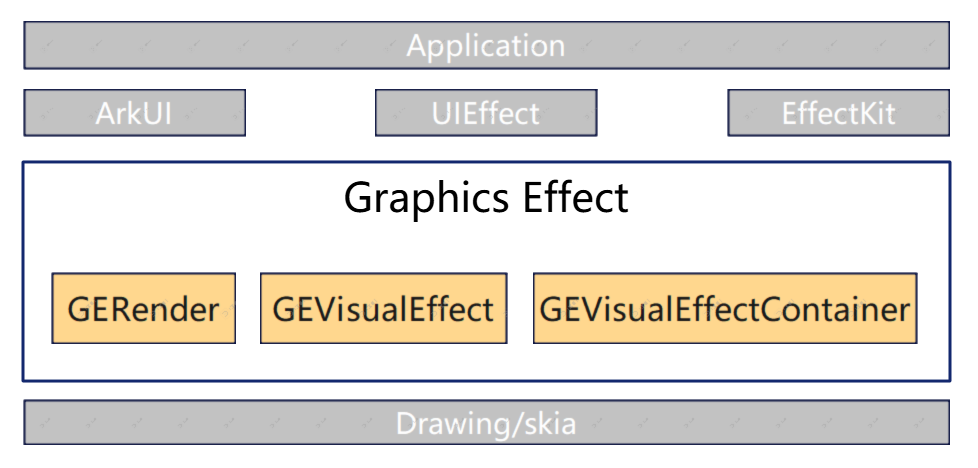 Application
ArkUI
UIEffect
EffectKit
Graphics Effect
GERender
GEVisualEffect
GEVisualEffectContainer
Drawing/skia